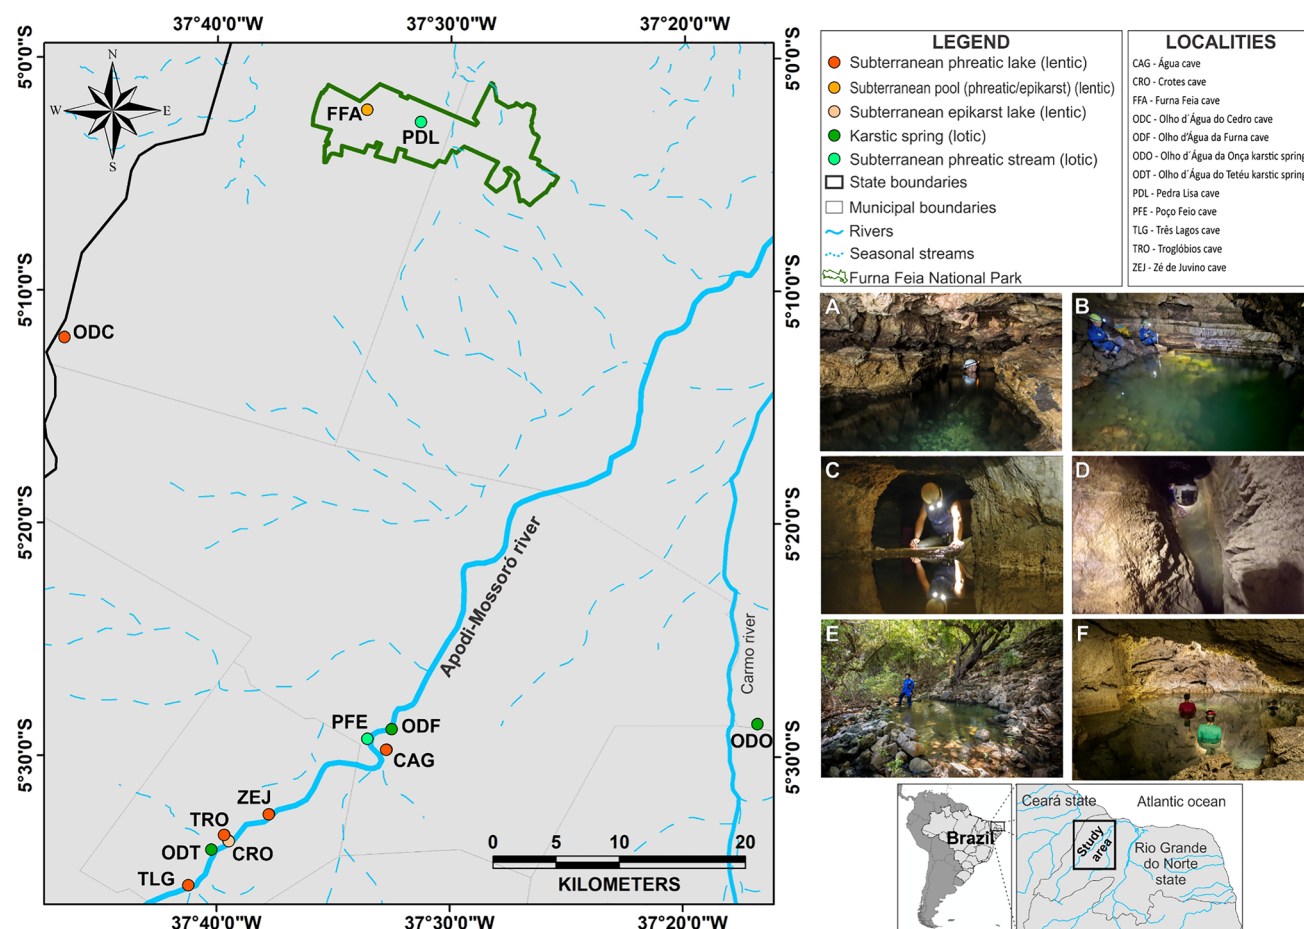 37°40'0"W 37°30'0"W 37°20'0"W
5°0'0"S
5°10'0"S
5°20'0"S
5°30'0"S
5°0'0"S
5°10'0"S
5°20'0"S
5°30'0"S
N
W E
S
FFA
PDL
ODC
Apodi-Mossoró river
Carmo river
PFE
ODF
CAG
ODO
ZEJ
TRO
ODT
CRO
TLG
0 5 10 20
KILOMETERS
37°40'0"W 37°30'0"W 37°20'0"W
LEGEND
Subterranean phreatic lake (lentic)
Subterranean pool (phreatic/epikarst) (lentic)
Subterranean epikarst lake (lentic)
Karstic spring (lotic)
Subterranean phreatic stream (lotic)
State boundaries
Municipal boundaries
Rivers
Seasonal streams
Furna Feia National Park
LOCALITIES
CAG - Água cave
CRO - Crotes cave
FFA - Furna Feia cave
ODC - Olho d´Água do Cedro cave
ODF - Olho d'Água da Furna cave
ODO - Olho d´Água da Onça karstic spring
ODT - Olho d´Água do Tetéu karstic spring
PDL - Pedra Lisa cave
PFE - Poço Feio cave
TLG - Três Lagos cave
TRO - Troglóbios cave
ZEJ - Zé de Juvino cave
A
B
C
D
E
F
Brazil
Ceará state
Atlantic ocean
Study
area
Rio Grande
do Norte
state